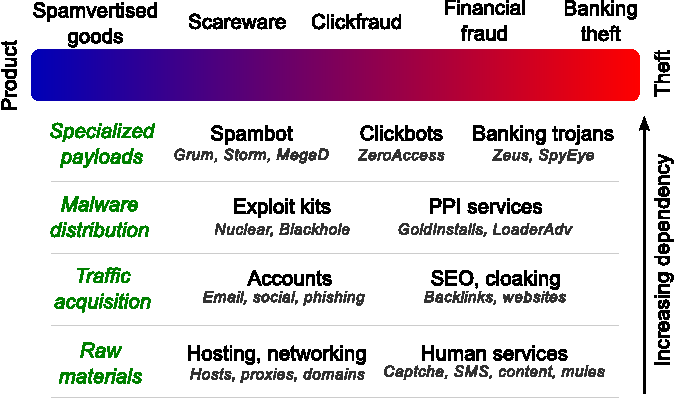 Spamvertised goods
Scareware
Clickfraud
Financial fraud
Banking theft
Product
Theft
Specialized payloads
Spambot
Grum, Storm, MegaD
Clickbots
ZeroAccess
Banking trojans
Zeus, SpyEye
Malware distribution
Exploit kits
Nuclear, Blackhole
PPI services
GoldInstalls, LoaderAdv
Traffic acquisition
Accounts
Email, social, phishing
SEO, cloaking
Backlinks, websites
Raw materials
Hosting, networking
Hosts, proxies, domains
Human services
Captcha, SMS, content, mules
Increasing dependency